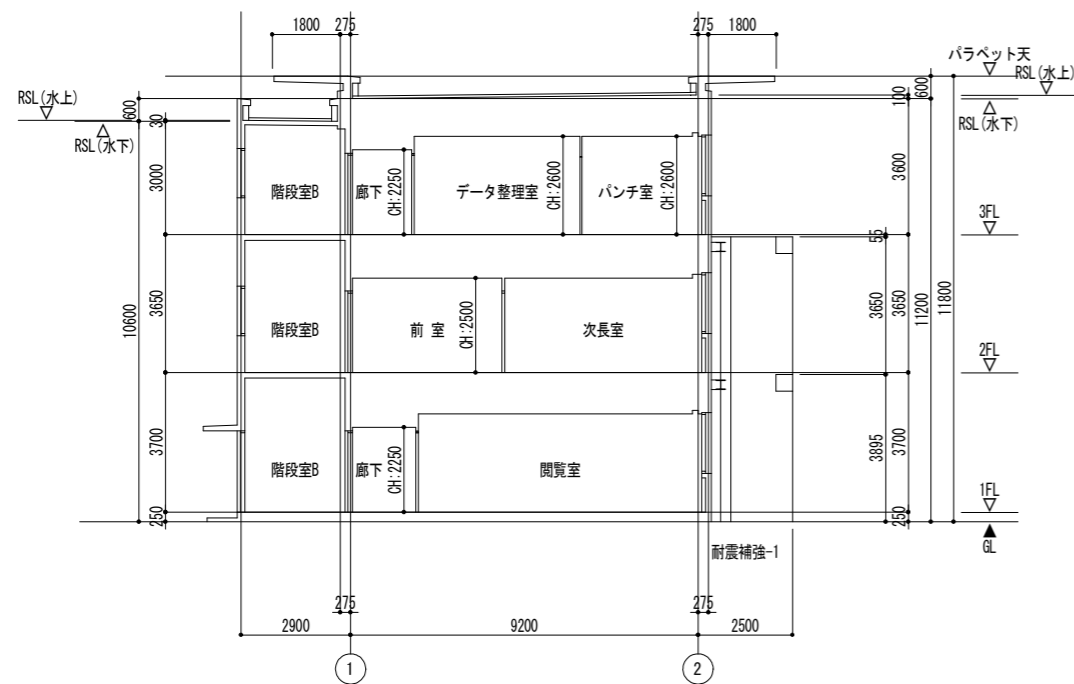 1800
275
275
1800
パラペット天
RSL(水上)
RSL(水上)
600
30
RSL(水下)
100
600
RSL(水下)
3000
階段室B
廊下
CH:2250
データ整理室
CH:2600
パンチ室
CH:2600
3600
3FL
55
10600
3650
階段室B
前 室
CH:2500
次長室
3650
3650
11200
11800
2FL
3700
階段室B
廊下
CH:2250
閲覧室
3895
3700
1FL
250
250
GL
耐震補強-1
275
275
2900
9200
2500
1
2